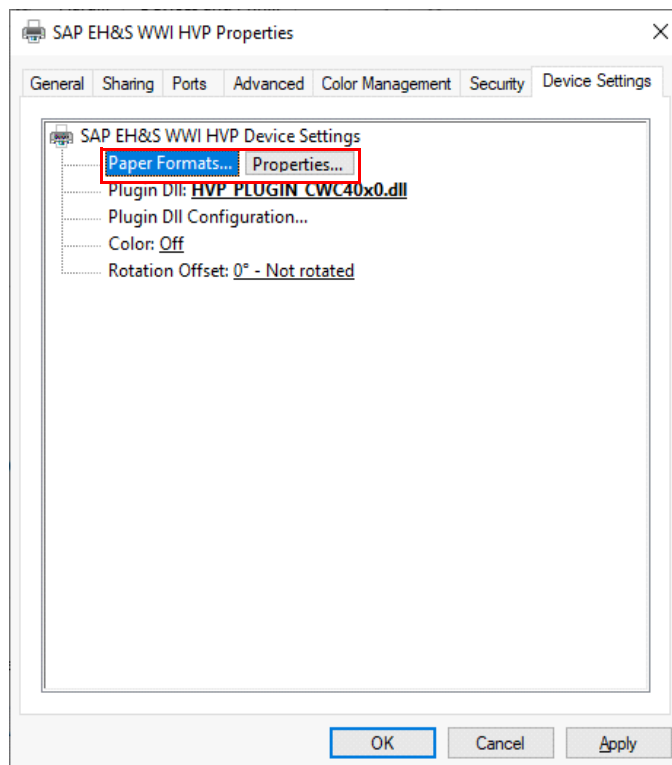 SAP EH&S WWI HVP Properties
General Sharing Ports Advanced Color Management Security Device Settings
SAP EH&S WWI HVP Device Settings
Paper Formats... Properties...
Plugin Dll: HVP_PLUGIN_CWC40x0.dll
Plugin Dll Configuration...
Color: Off
Rotation Offset: 0° - Not rotated
OK Cancel Apply